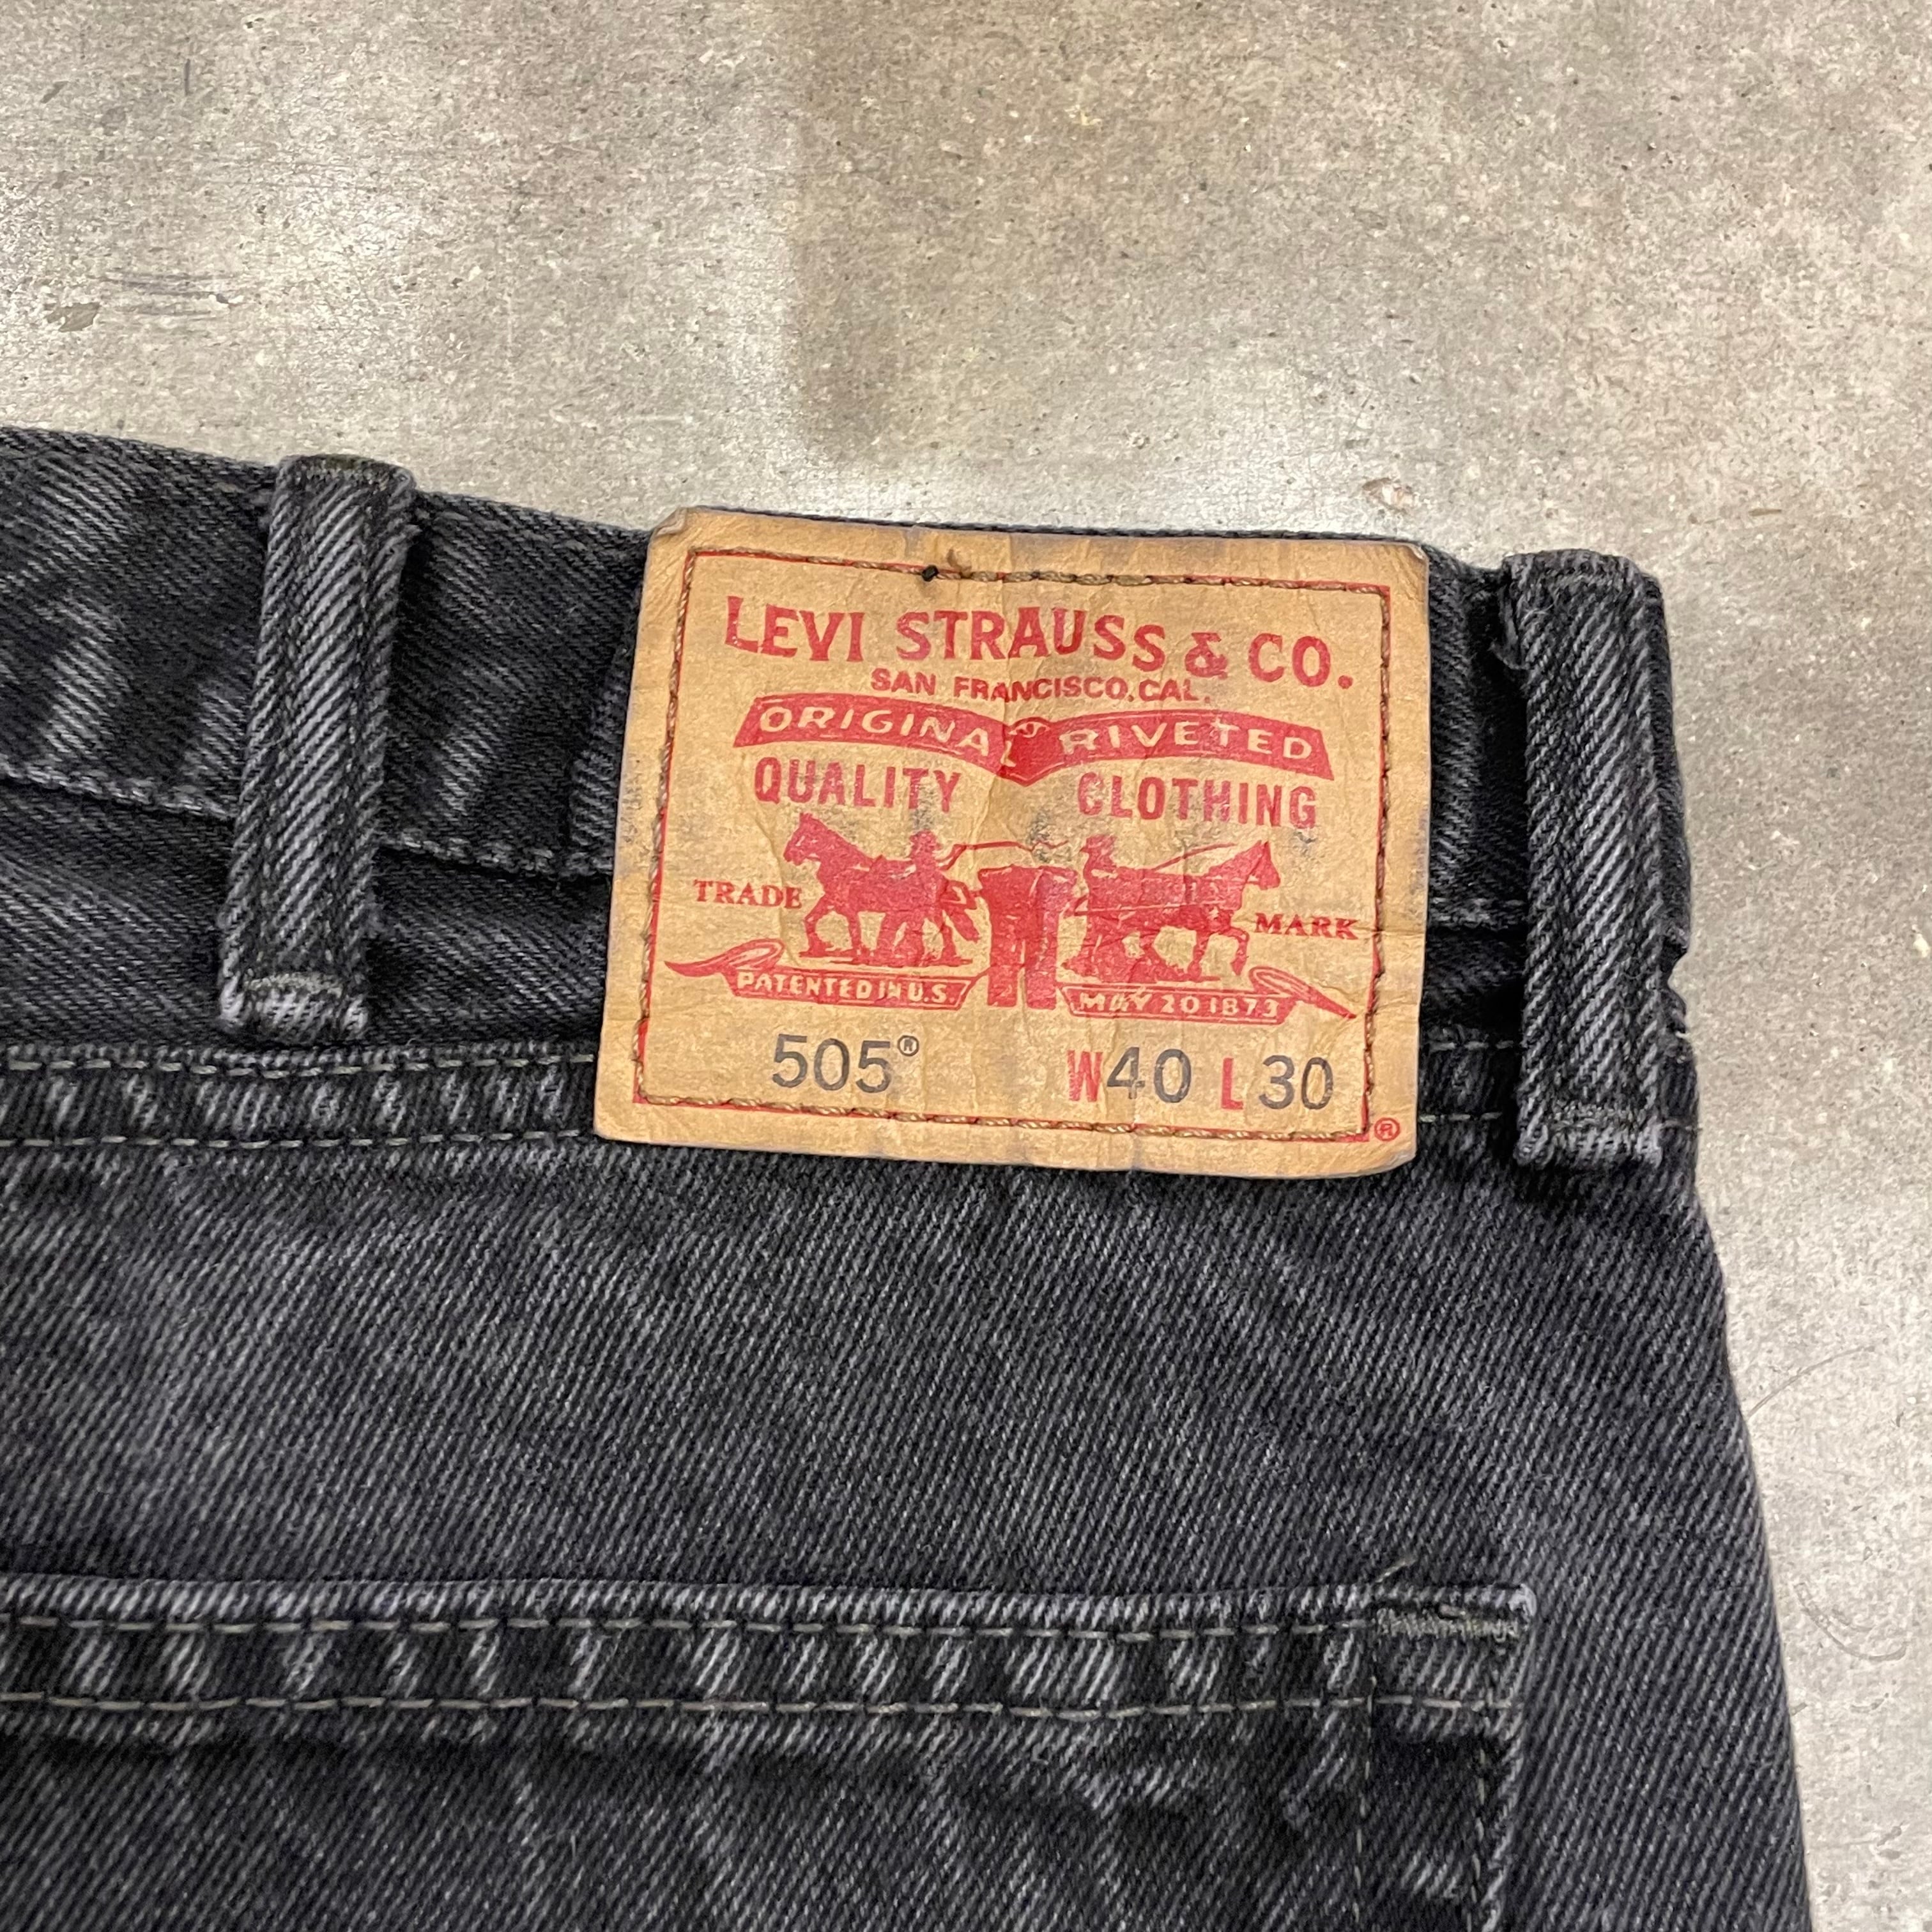 LEVI STRAUSS & CO.
SAN FRANCISCO, CAL.
ORIGINAL RIVETED
QUALITY CLOTHING
TRADE MARK
PATENTED IN U.S. MAY 20 1873
505® W40 L30
®